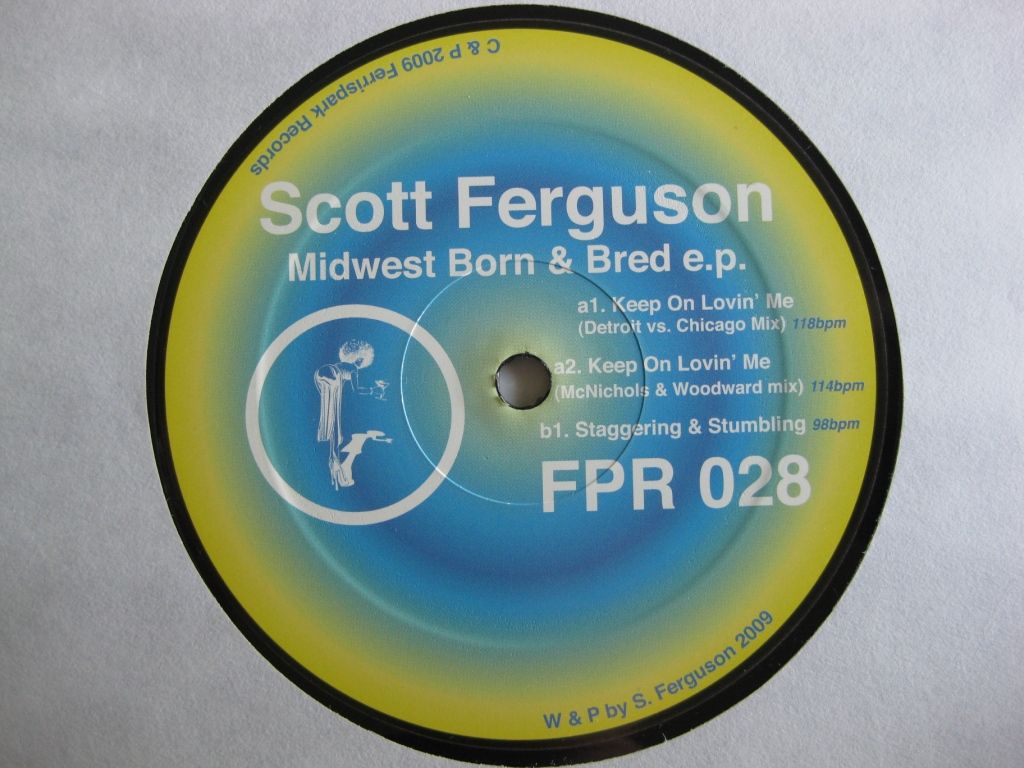 C & P 2009 Ferrispark Records
Scott Ferguson
Midwest Born & Bred e.p.
a1. Keep On Lovin' Me
(Detroit vs. Chicago Mix) 118bpm
a2. Keep On Lovin' Me
(McNichols & Woodward mix) 114bpm
b1. Staggering & Stumbling 98bpm
FPR 028
W & P by S. Ferguson 2009